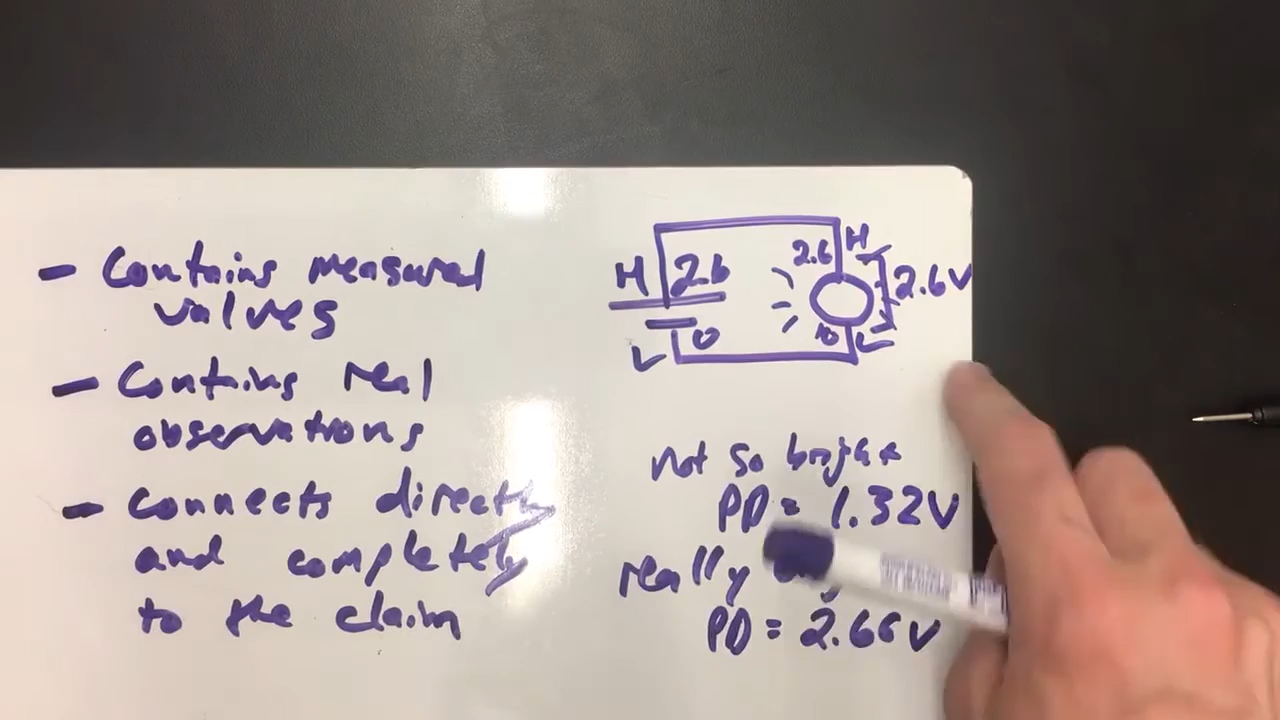 - Contains measured
values
- Contains real
observations
- Connects directly
and completely
to the claim
H 2.6
L 0
2.6 H
2.6V
0 L
not so bright
PD = 1.32V
really
PD = 2.66V